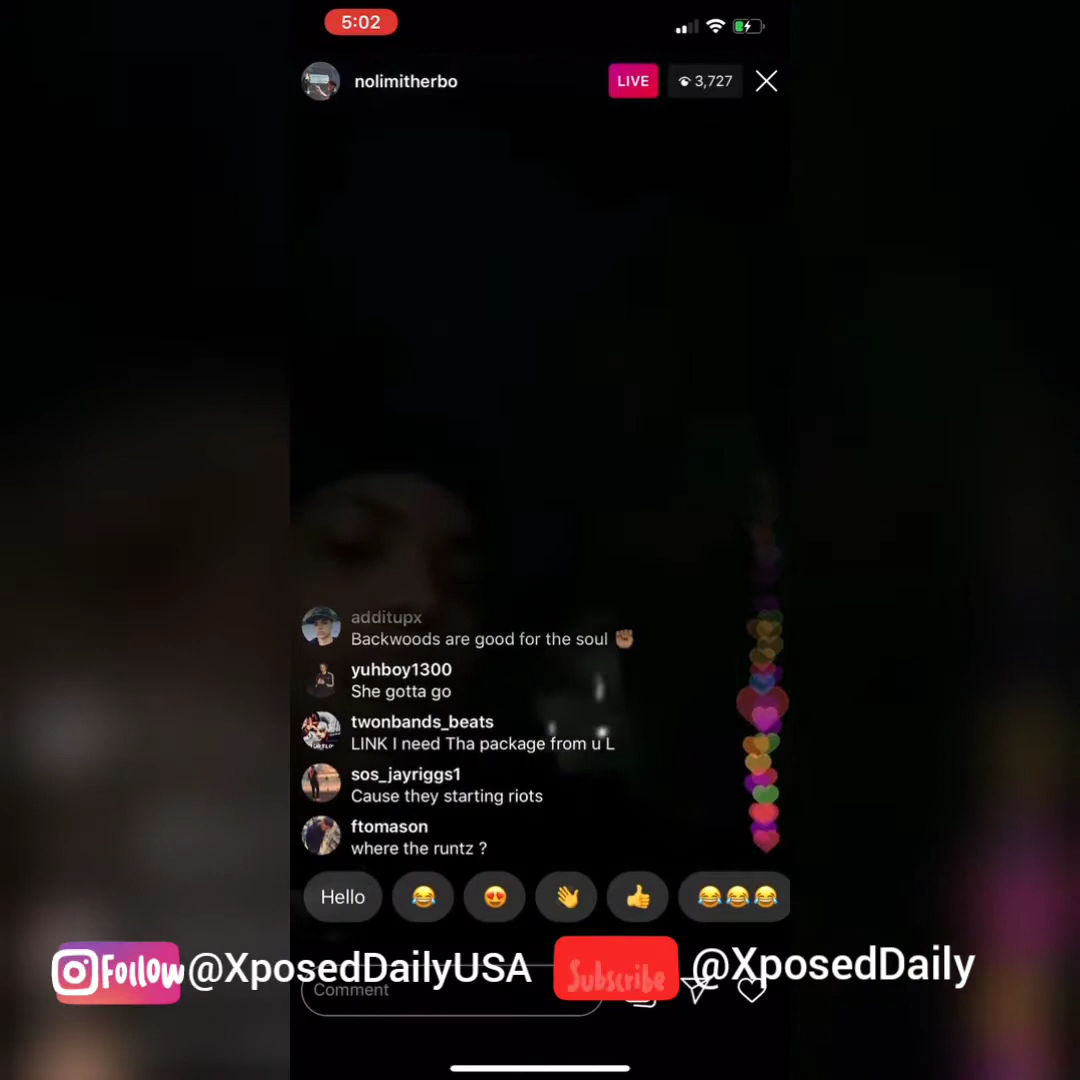 5:02
nolimitherbo
LIVE
3,727
additupx
Backwoods are good for the soul ✊🏽
yuhboy1300
She gotta go
twonbands_beats
LINK I need Tha package from u L
sos_jayriggs1
Cause they starting riots
ftomason
where the runtz ?
Hello 😂 😍 👋 👍 😂😂😂
Follow @XposedDailyUSA Subscribe @XposedDaily
Comment